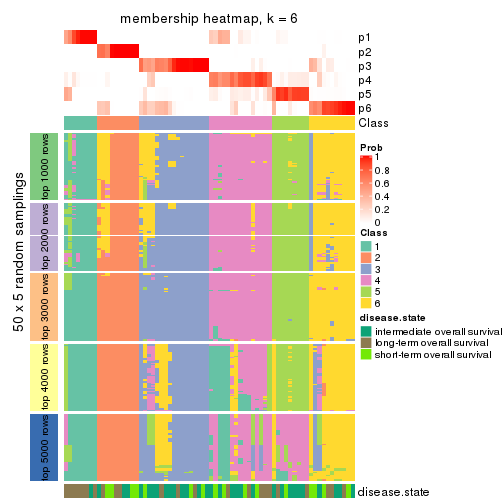 membership heatmap, k = 6
p1
p2
p3
p4
p5
p6
Class
50 x 5 random samplings
top 1000 rows
top 2000 rows
top 3000 rows
top 4000 rows
top 5000 rows
Prob
1
0.8
0.6
0.4
0.2
0
Class
1
2
3
4
5
6
disease.state
intermediate overall survival
long-term overall survival
short-term overall survival
disease.state